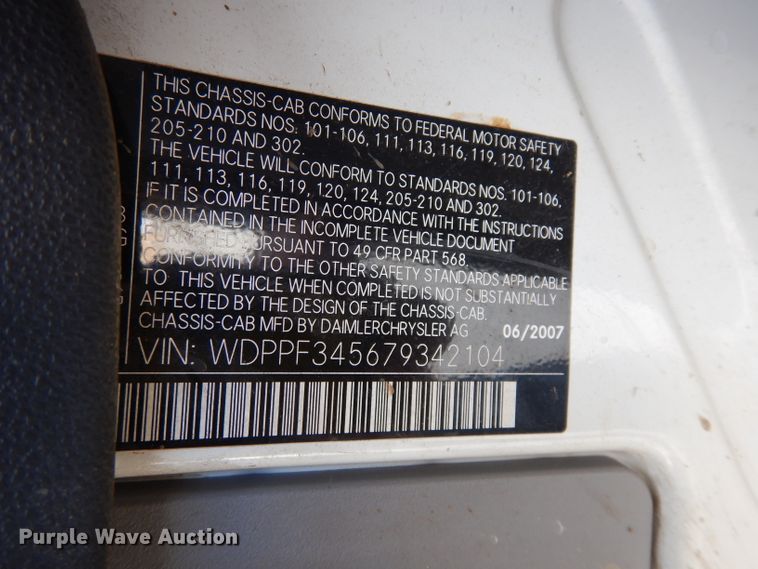 THIS CHASSIS-CAB CONFORMS TO FEDERAL MOTOR SAFETY
STANDARDS NOS. 101-106, 111, 113, 116, 119, 120, 124,
205-210 AND 302.
THE VEHICLE WILL CONFORM TO STANDARDS NOS. 101-106,
111, 113, 116, 119, 120, 124, 205-210 AND 302.
IF IT IS COMPLETED IN ACCORDANCE WITH THE INSTRUCTIONS
CONTAINED IN THE INCOMPLETE VEHICLE DOCUMENT
FURNISHED PURSUANT TO 49 CFR PART 568.
CONFORMITY TO THE OTHER SAFETY STANDARDS APPLICABLE
TO THIS VEHICLE WHEN COMPLETED IS NOT SUBSTANTIALLY
AFFECTED BY THE DESIGN OF THE CHASSIS-CAB.
CHASSIS-CAB MFD BY DAIMLERCHRYSLER AG 06/2007
VIN: WDPPF345679342104
Purple Wave Auction